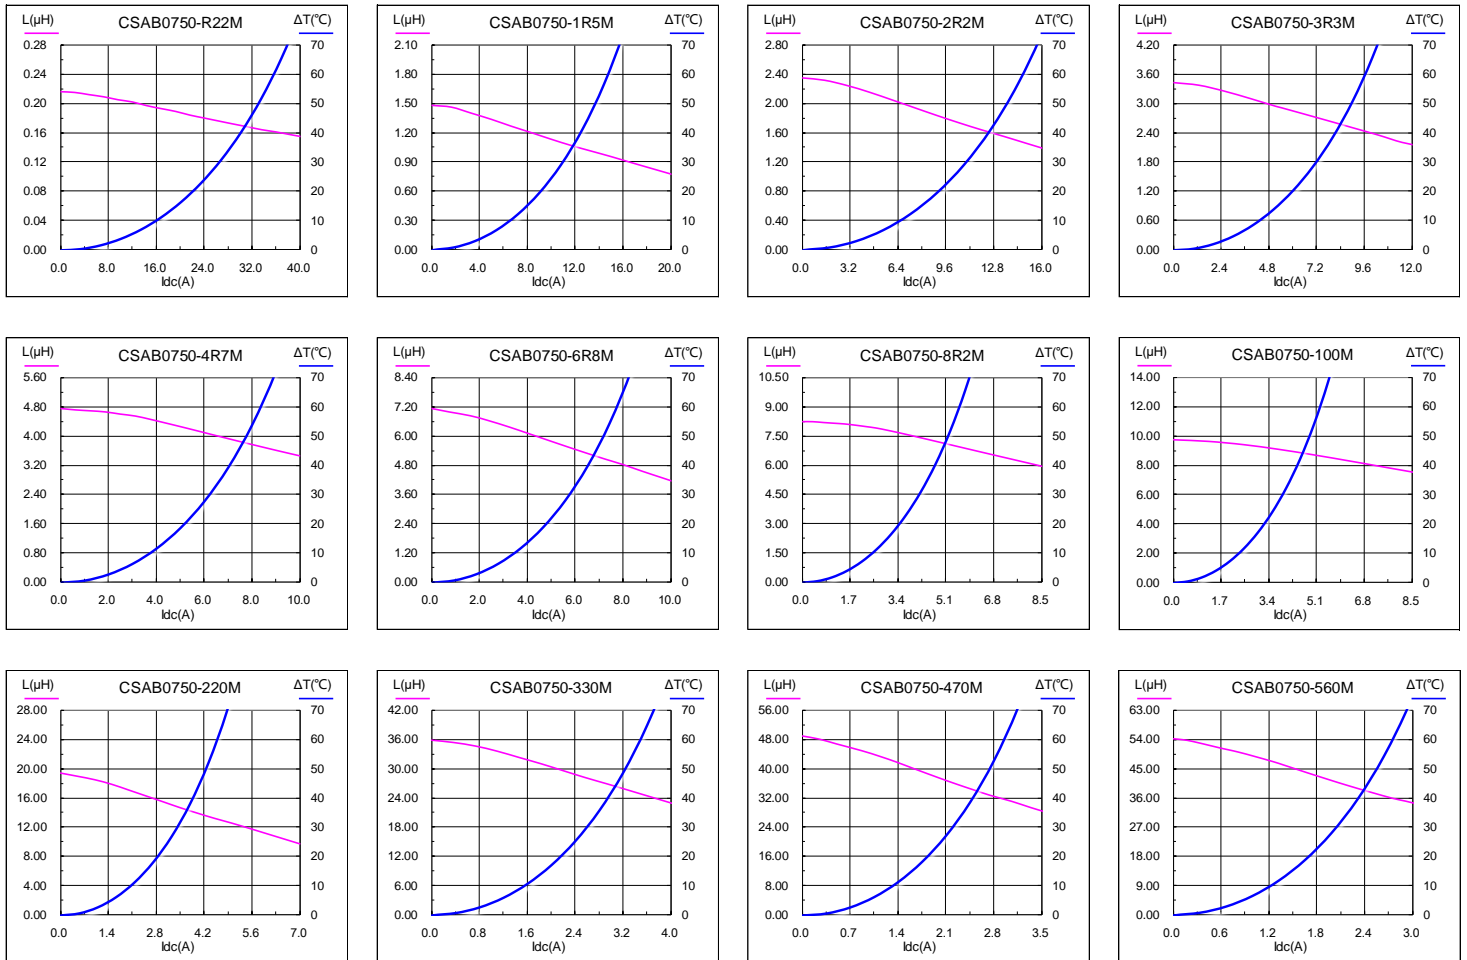 L(μH) CSAB0750-R22M ΔT(℃)
0.28 70
0.24 60
0.20 50
0.16 40
0.12 30
0.08 20
0.04 10
0.00 0
0.0 8.0 16.0 24.0 32.0 40.0
Idc(A)
L(μH) CSAB0750-1R5M ΔT(℃)
2.10 70
1.80 60
1.50 50
1.20 40
0.90 30
0.60 20
0.30 10
0.00 0
0.0 4.0 8.0 12.0 16.0 20.0
Idc(A)
L(μH) CSAB0750-2R2M ΔT(℃)
2.80 70
2.40 60
2.00 50
1.60 40
1.20 30
0.80 20
0.40 10
0.00 0
0.0 3.2 6.4 9.6 12.8 16.0
Idc(A)
L(μH) CSAB0750-3R3M ΔT(℃)
4.20 70
3.60 60
3.00 50
2.40 40
1.80 30
1.20 20
0.60 10
0.00 0
0.0 2.4 4.8 7.2 9.6 12.0
Idc(A)
L(μH) CSAB0750-4R7M ΔT(℃)
5.60 70
4.80 60
4.00 50
3.20 40
2.40 30
1.60 20
0.80 10
0.00 0
0.0 2.0 4.0 6.0 8.0 10.0
Idc(A)
L(μH) CSAB0750-6R8M ΔT(℃)
8.40 70
7.20 60
6.00 50
4.80 40
3.60 30
2.40 20
1.20 10
0.00 0
0.0 2.0 4.0 6.0 8.0 10.0
Idc(A)
L(μH) CSAB0750-8R2M ΔT(℃)
10.50 70
9.00 60
7.50 50
6.00 40
4.50 30
3.00 20
1.50 10
0.00 0
0.0 1.7 3.4 5.1 6.8 8.5
Idc(A)
L(μH) CSAB0750-100M ΔT(℃)
14.00 70
12.00 60
10.00 50
8.00 40
6.00 30
4.00 20
2.00 10
0.00 0
0.0 1.7 3.4 5.1 6.8 8.5
Idc(A)
L(μH) CSAB0750-220M ΔT(℃)
28.00 70
24.00 60
20.00 50
16.00 40
12.00 30
8.00 20
4.00 10
0.00 0
0.0 1.4 2.8 4.2 5.6 7.0
Idc(A)
L(μH) CSAB0750-330M ΔT(℃)
42.00 70
36.00 60
30.00 50
24.00 40
18.00 30
12.00 20
6.00 10
0.00 0
0.0 0.8 1.6 2.4 3.2 4.0
Idc(A)
L(μH) CSAB0750-470M ΔT(℃)
56.00 70
48.00 60
40.00 50
32.00 40
24.00 30
16.00 20
8.00 10
0.00 0
0.0 0.7 1.4 2.1 2.8 3.5
Idc(A)
L(μH) CSAB0750-560M ΔT(℃)
63.00 70
54.00 60
45.00 50
36.00 40
27.00 30
18.00 20
9.00 10
0.00 0
0.0 0.6 1.2 1.8 2.4 3.0
Idc(A)